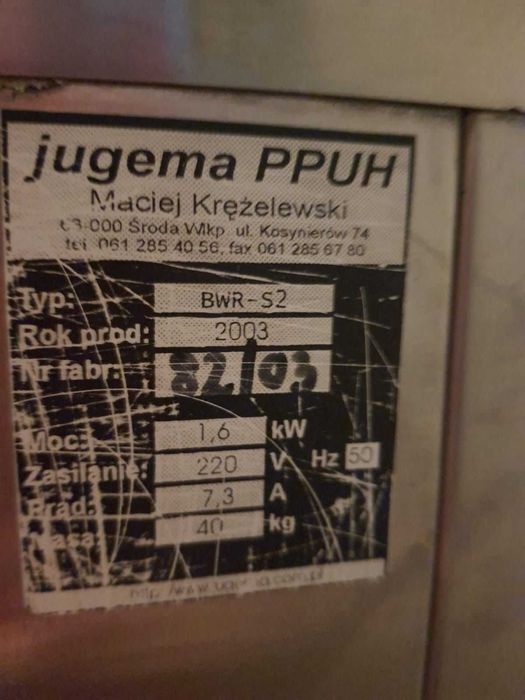 jugema PPUH
Maciej Krężelewski
63-000 Środa Wlkp. ul. Kosynierów 74
tel. 061 285 40 56, fax 061 285 67 80
Typ: BWR-S2
Rok prod: 2003
Nr fabr: 82/03
Moc: 1,6 kW
Zasilanie: 220 V Hz 50
Prąd: 7,3 A
Masa: 40 kg